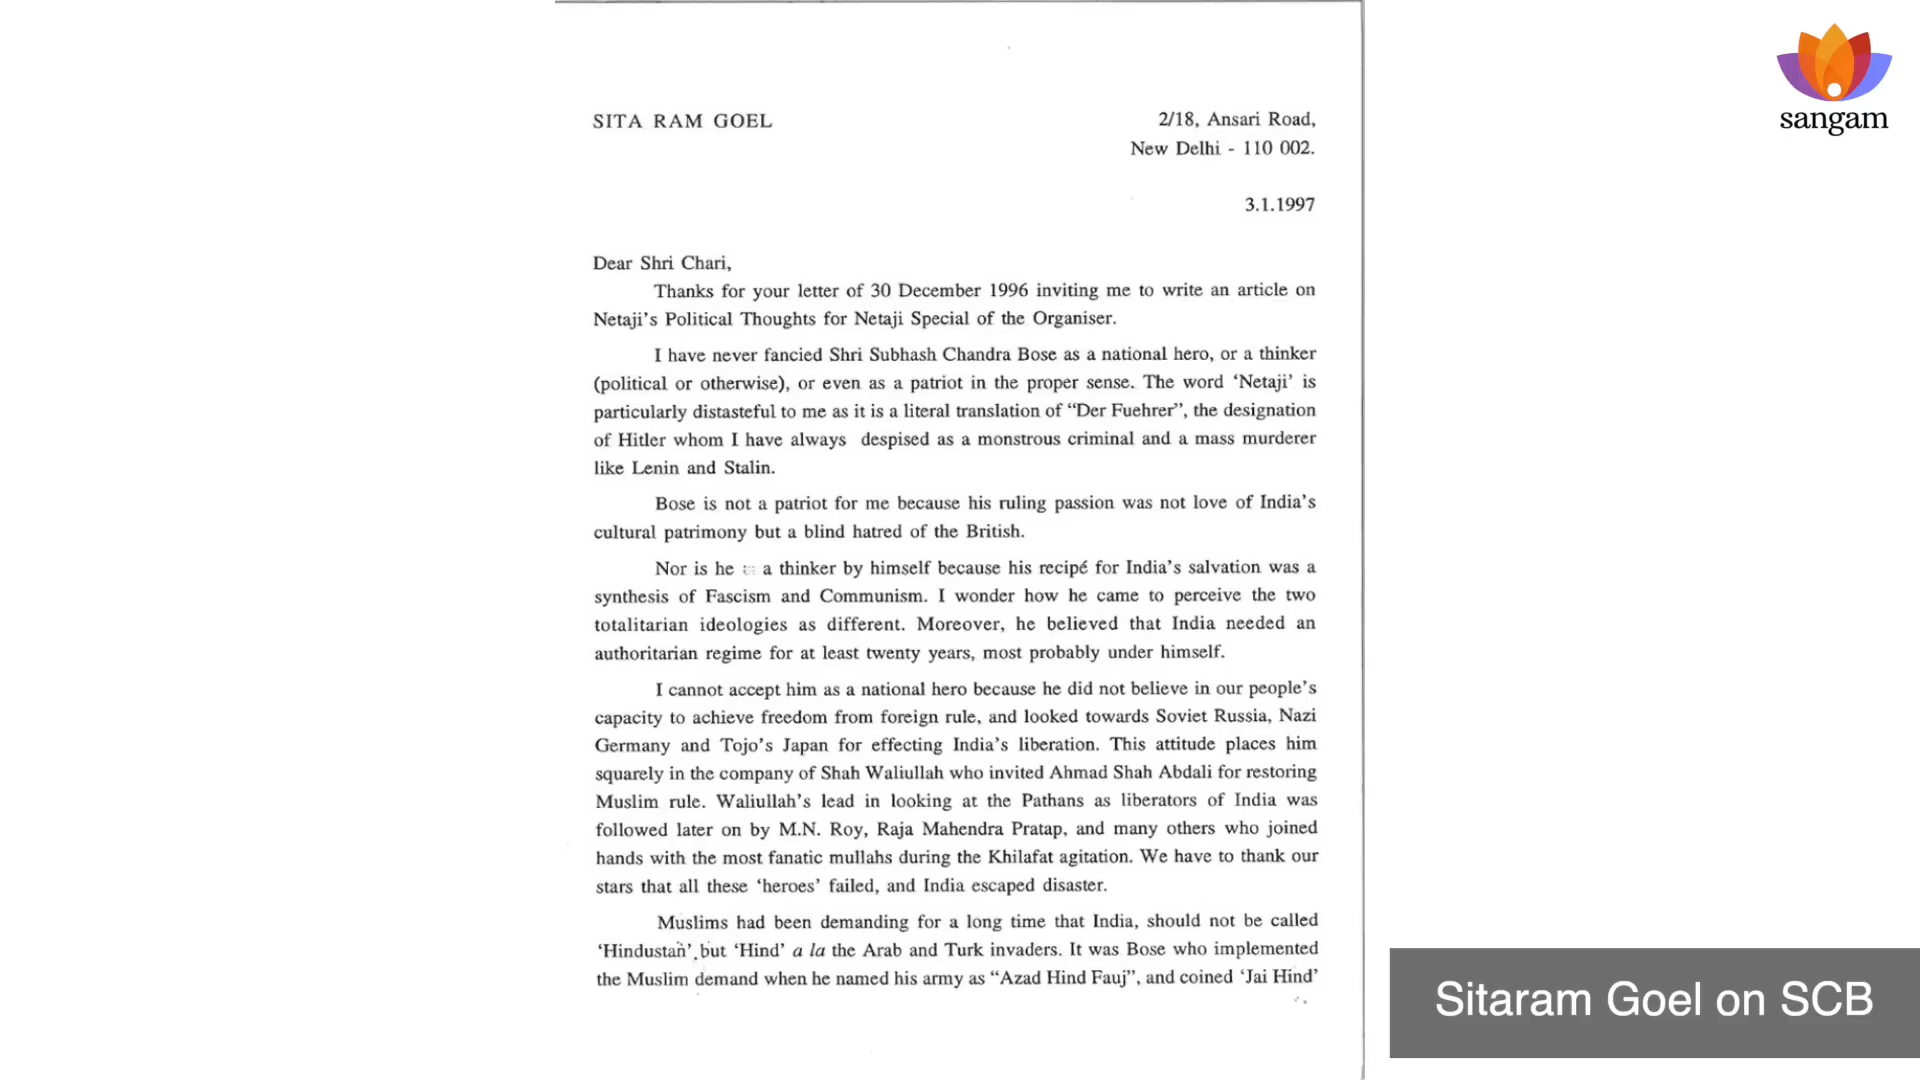 SITA RAM GOEL
2/18, Ansari Road,
New Delhi - 110 002.
3.1.1997
Dear Shri Chari,
Thanks for your letter of 30 December 1996 inviting me to write an article on
Netaji's Political Thoughts for Netaji Special of the Organiser.
I have never fancied Shri Subhash Chandra Bose as a national hero, or a thinker
(political or otherwise), or even as a patriot in the proper sense. The word ‘Netaji’ is
particularly distasteful to me as it is a literal translation of “Der Fuehrer”, the designation
of Hitler whom I have always despised as a monstrous criminal and a mass murderer
like Lenin and Stalin.
Bose is not a patriot for me because his ruling passion was not love of India's
cultural patrimony but a blind hatred of the British.
Nor is he a thinker by himself because his recipé for India's salvation was a
synthesis of Fascism and Communism. I wonder how he came to perceive the two
totalitarian ideologies as different. Moreover, he believed that India needed an
authoritarian regime for at least twenty years, most probably under himself.
I cannot accept him as a national hero because he did not believe in our people's
capacity to achieve freedom from foreign rule, and looked towards Soviet Russia, Nazi
Germany and Tojo's Japan for effecting India's liberation. This attitude places him
squarely in the company of Shah Waliullah who invited Ahmad Shah Abdali for restoring
Muslim rule. Waliullah's lead in looking at the Pathans as liberators of India was
followed later on by M.N. Roy, Raja Mahendra Pratap, and many others who joined
hands with the most fanatic mullahs during the Khilafat agitation. We have to thank our
stars that all these ‘heroes’ failed, and India escaped disaster.
Muslims had been demanding for a long time that India, should not be called
‘Hindustan’, but ‘Hind’ a la the Arab and Turk invaders. It was Bose who implemented
the Muslim demand when he named his army as “Azad Hind Fauj”, and coined ‘Jai Hind’
sangam
Sitaram Goel on SCB